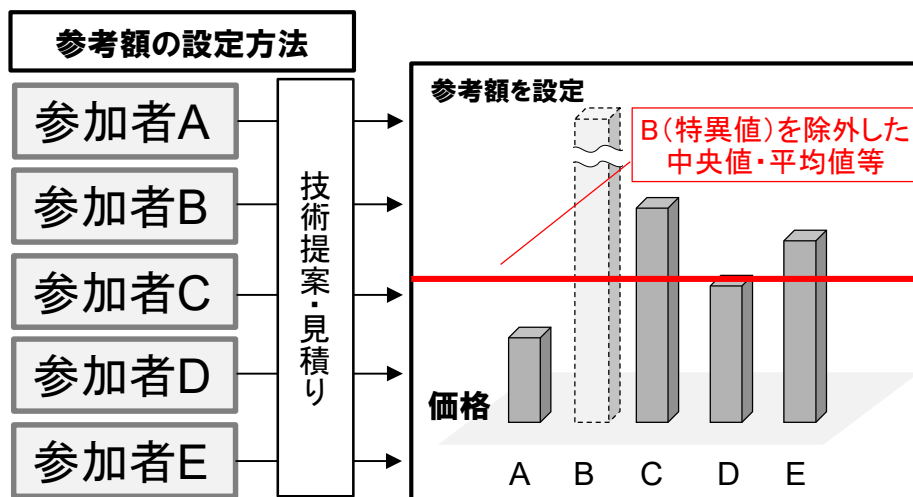 参考額の設定方法
参加者A
参加者B
参加者C
参加者D
参加者E
技術提案・見積り
参考額を設定
B(特異値)を除外した
中央値・平均値等
価格
A B C D E